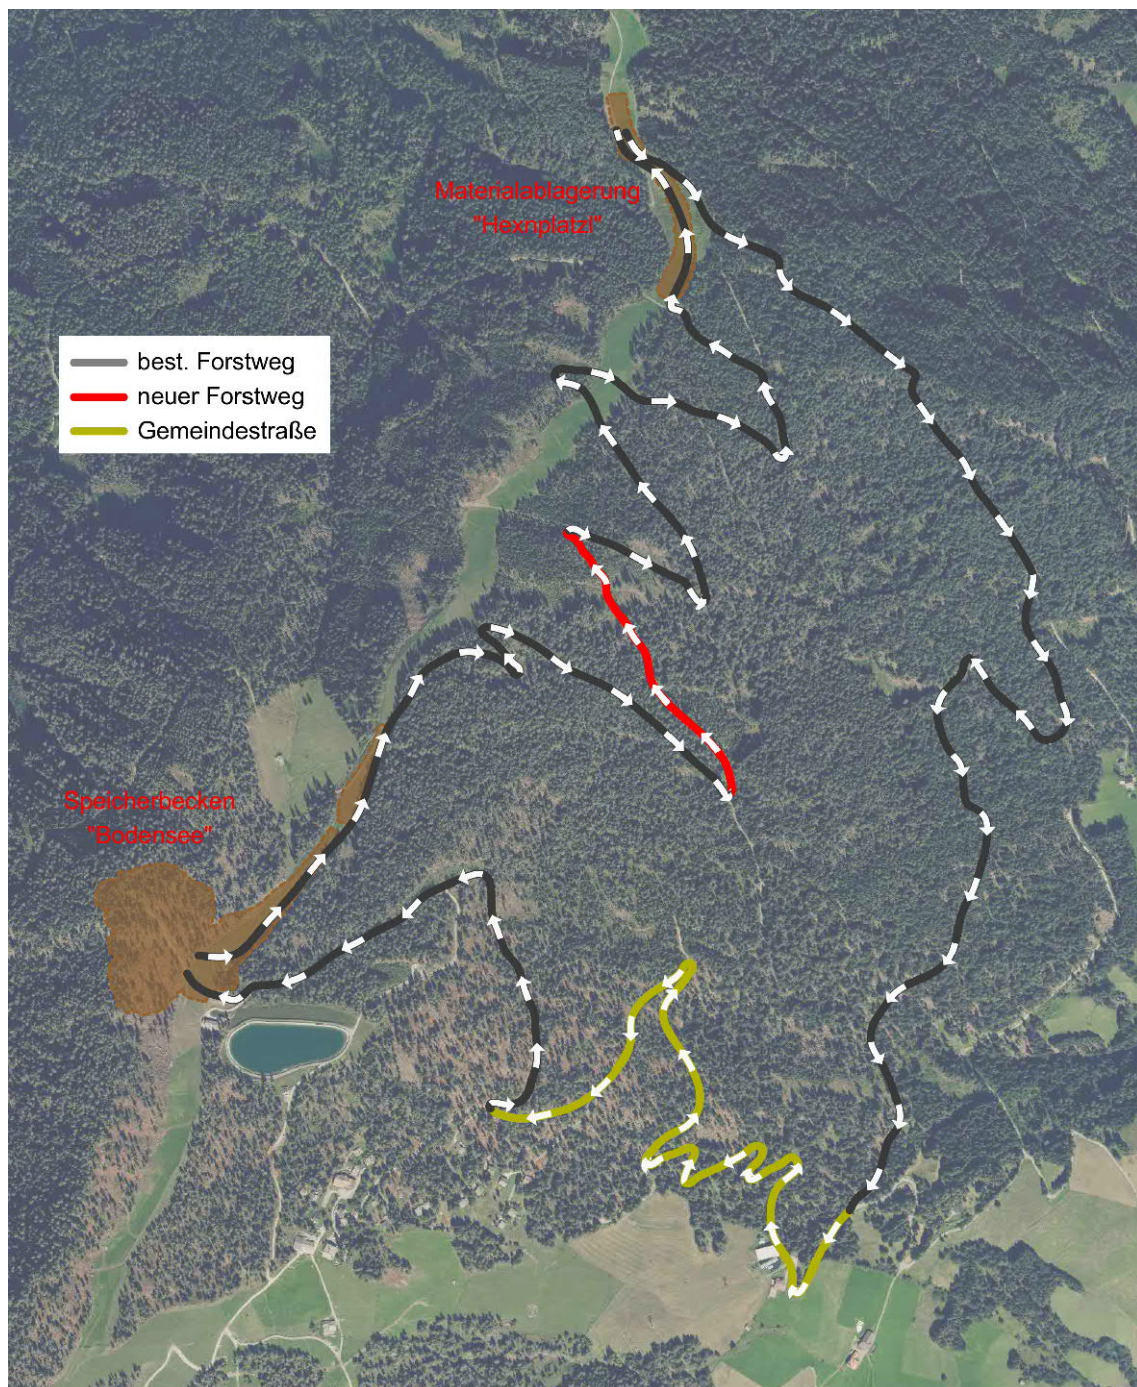 Materialablagerung
"Hexnplatzl"
best. Forstweg
neuer Forstweg
Gemeindestraße
Speicherbecken
"Bodensee"